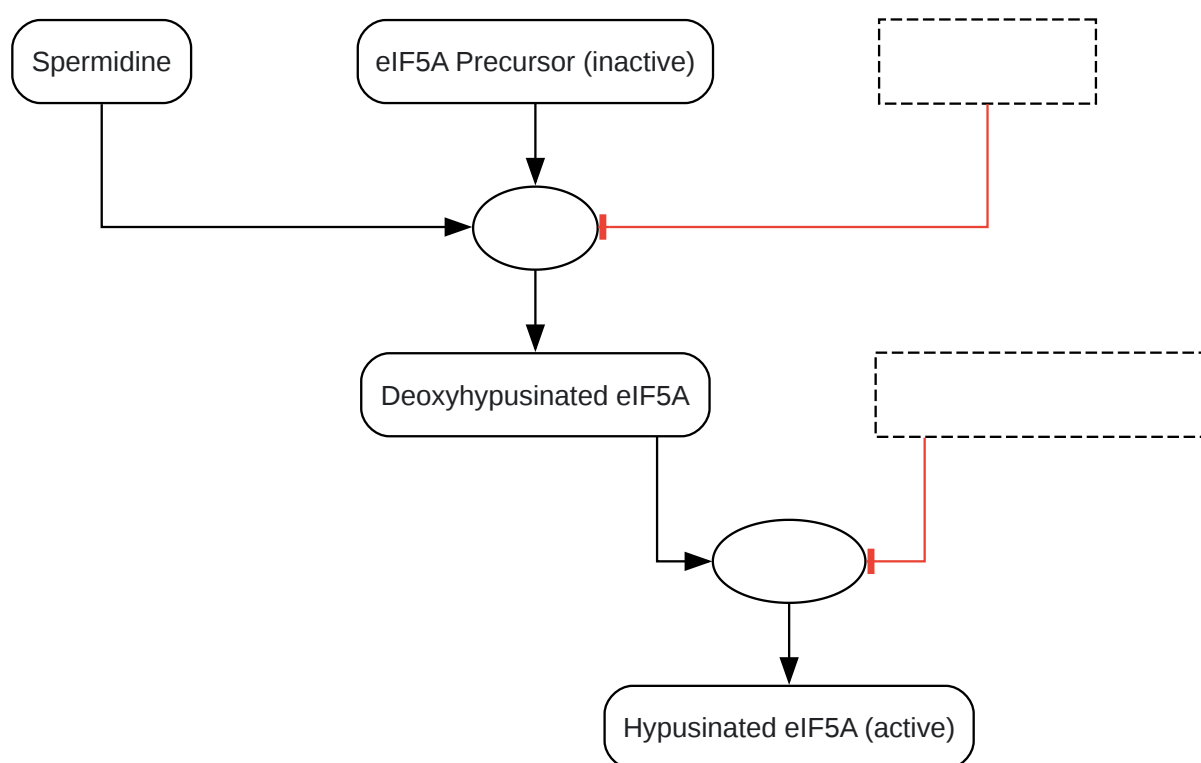 Spermidine
eIF5A Precursor (inactive)
Deoxyhypusinated eIF5A
Hypusinated eIF5A (active)